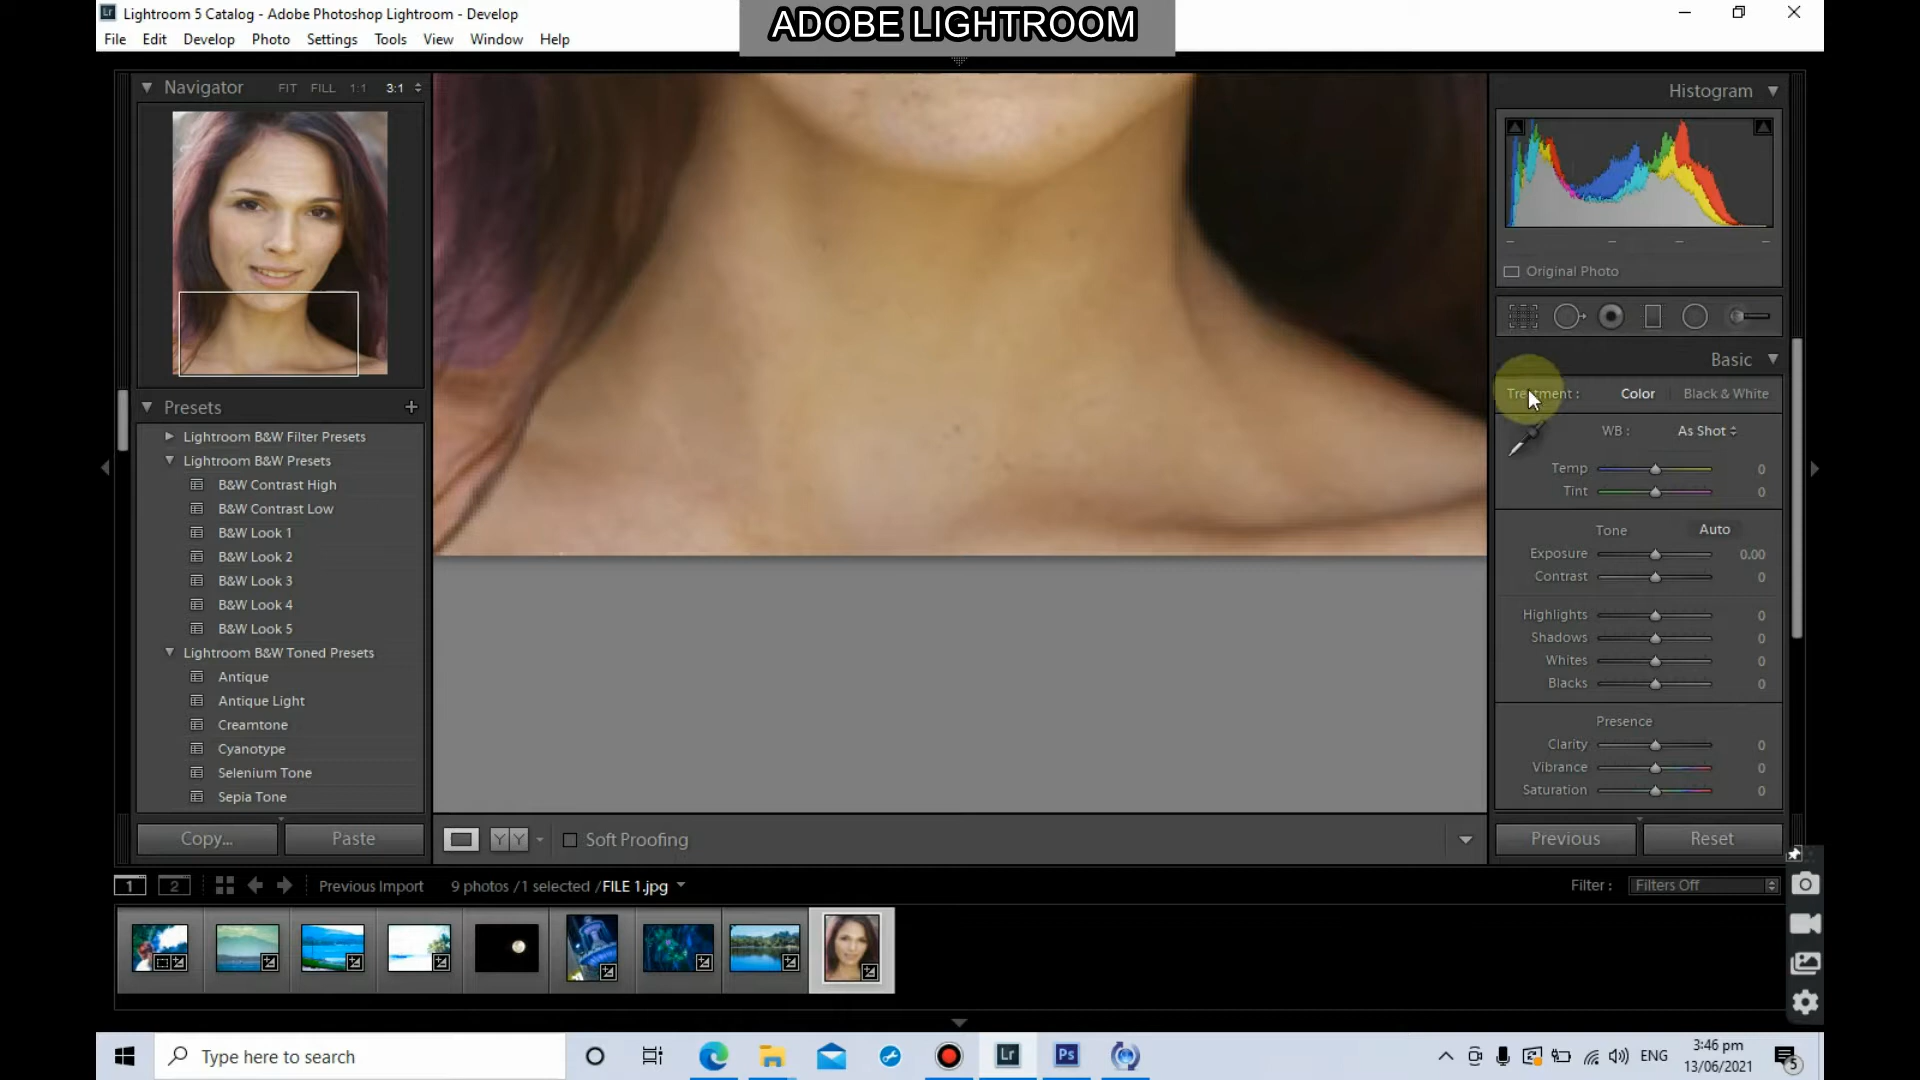 Lightroom 5 Catalog - Adobe Photoshop Lightroom - Develop
ADOBE LIGHTROOM
File Edit Develop Photo Settings Tools View Window Help
Navigator FIT FILL 1:1 3:1
Histogram
Original Photo
Basic
Treatment : Color Black & White
WB : As Shot
Temp 0
Tint 0
Tone Auto
Exposure 0.00
Contrast 0
Highlights 0
Shadows 0
Whites 0
Blacks 0
Presence
Clarity 0
Vibrance 0
Saturation 0
Presets +
Lightroom B&W Filter Presets
Lightroom B&W Presets
B&W Contrast High
B&W Contrast Low
B&W Look 1
B&W Look 2
B&W Look 3
B&W Look 4
B&W Look 5
Lightroom B&W Toned Presets
Antique
Antique Light
Creamtone
Cyanotype
Selenium Tone
Sepia Tone
Copy... Paste
Y Y Soft Proofing
Previous Reset
1 2 Previous Import 9 photos / 1 selected / FILE 1.jpg
Filter : Filters Off
Type here to search
Lr Ps
ENG
3:46 pm
13/06/2021
5